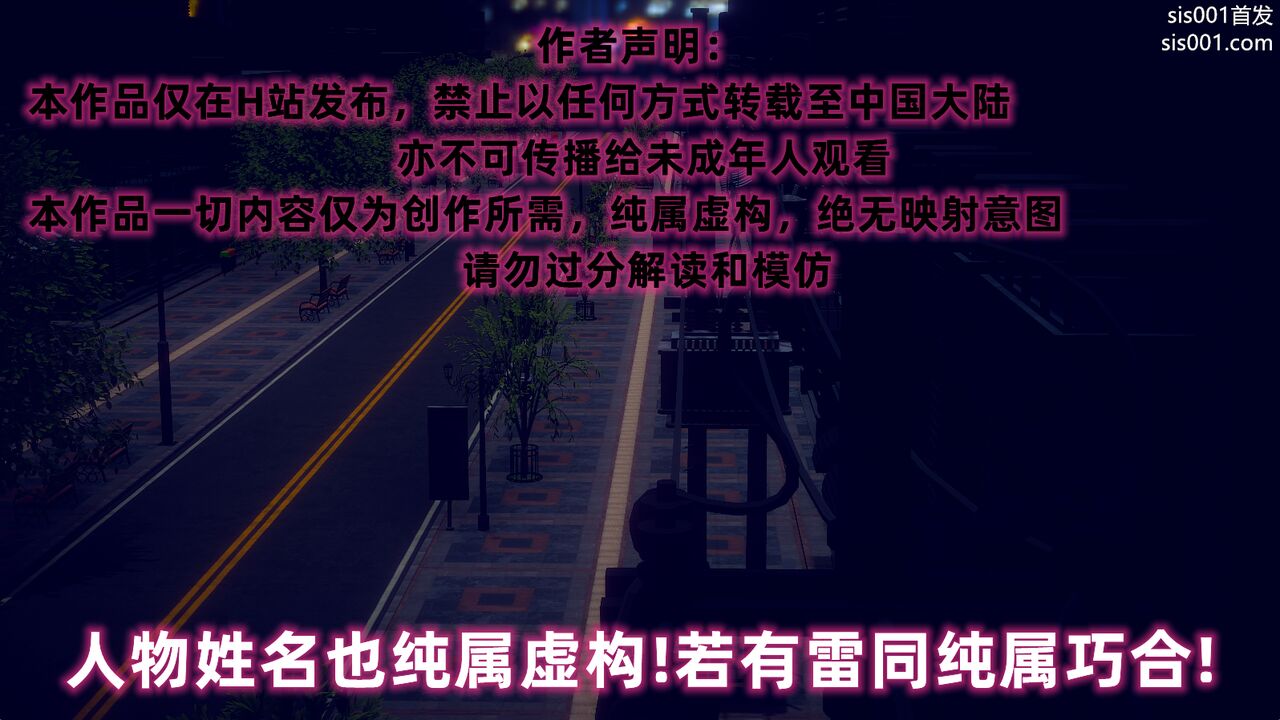 sis001首发
sis001.com
作者声明：
本作品仅在H站发布，禁止以任何方式转载至中国大陆
亦不可传播给未成年人观看
本作品一切内容仅为创作所需，纯属虚构，绝无映射意图
请勿过分解读和模仿
人物姓名也纯属虚构!若有雷同纯属巧合!